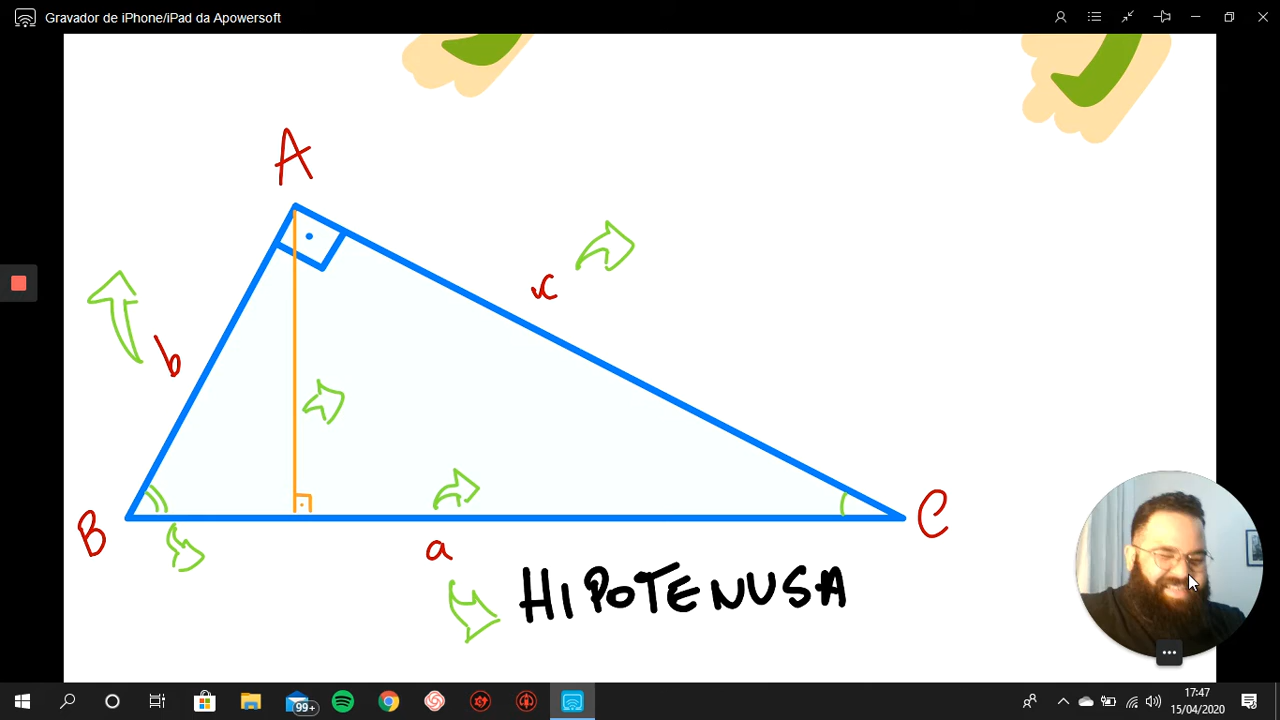 Gravador de iPhone/iPad da Apowersoft
A
c
b
B
C
a
HIPOTENUSA
99+
17:47
15/04/2020